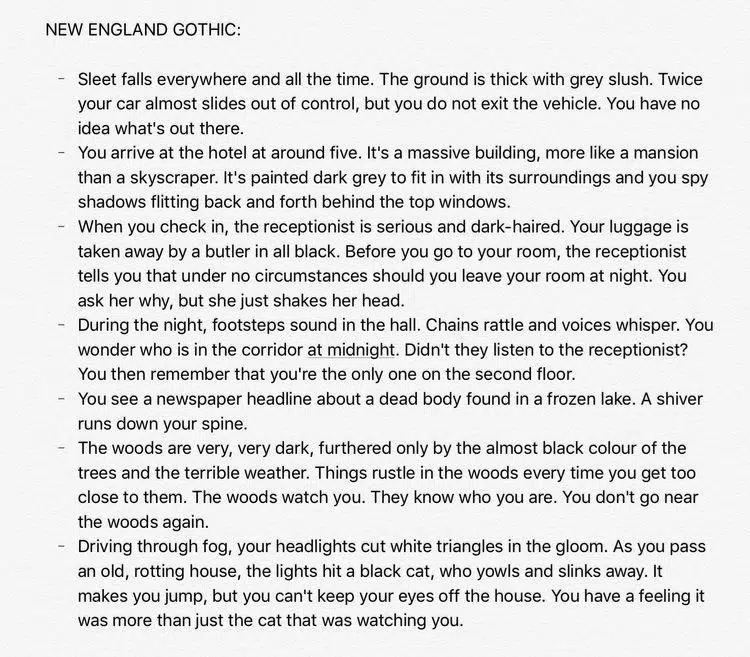 NEW ENGLAND GOTHIC:
- Sleet falls everywhere and all the time. The ground is thick with grey slush. Twice
your car almost slides out of control, but you do not exit the vehicle. You have no
idea what's out there.
- You arrive at the hotel at around five. It's a massive building, more like a mansion
than a skyscraper. It's painted dark grey to fit in with its surroundings and you spy
shadows flitting back and forth behind the top windows.
- When you check in, the receptionist is serious and dark-haired. Your luggage is
taken away by a butler in all black. Before you go to your room, the receptionist
tells you that under no circumstances should you leave your room at night. You
ask her why, but she just shakes her head.
- During the night, footsteps sound in the hall. Chains rattle and voices whisper. You
wonder who is in the corridor at midnight. Didn't they listen to the receptionist?
You then remember that you're the only one on the second floor.
- You see a newspaper headline about a dead body found in a frozen lake. A shiver
runs down your spine.
- The woods are very, very dark, furthered only by the almost black colour of the
trees and the terrible weather. Things rustle in the woods every time you get too
close to them. The woods watch you. They know who you are. You don't go near
the woods again.
- Driving through fog, your headlights cut white triangles in the gloom. As you pass
an old, rotting house, the lights hit a black cat, who yowls and slinks away. It
makes you jump, but you can't keep your eyes off the house. You have a feeling it
was more than just the cat that was watching you.